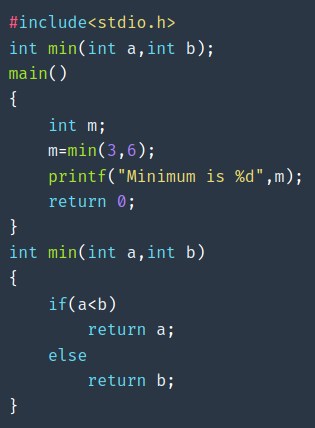 #include<stdio.h>
int min(int a,int b);
main()
{
    int m;
    m=min(3,6);
    printf("Minimum is %d",m);
    return 0;
}
int min(int a,int b)
{
    if(a<b)
        return a;
    else
        return b;
}